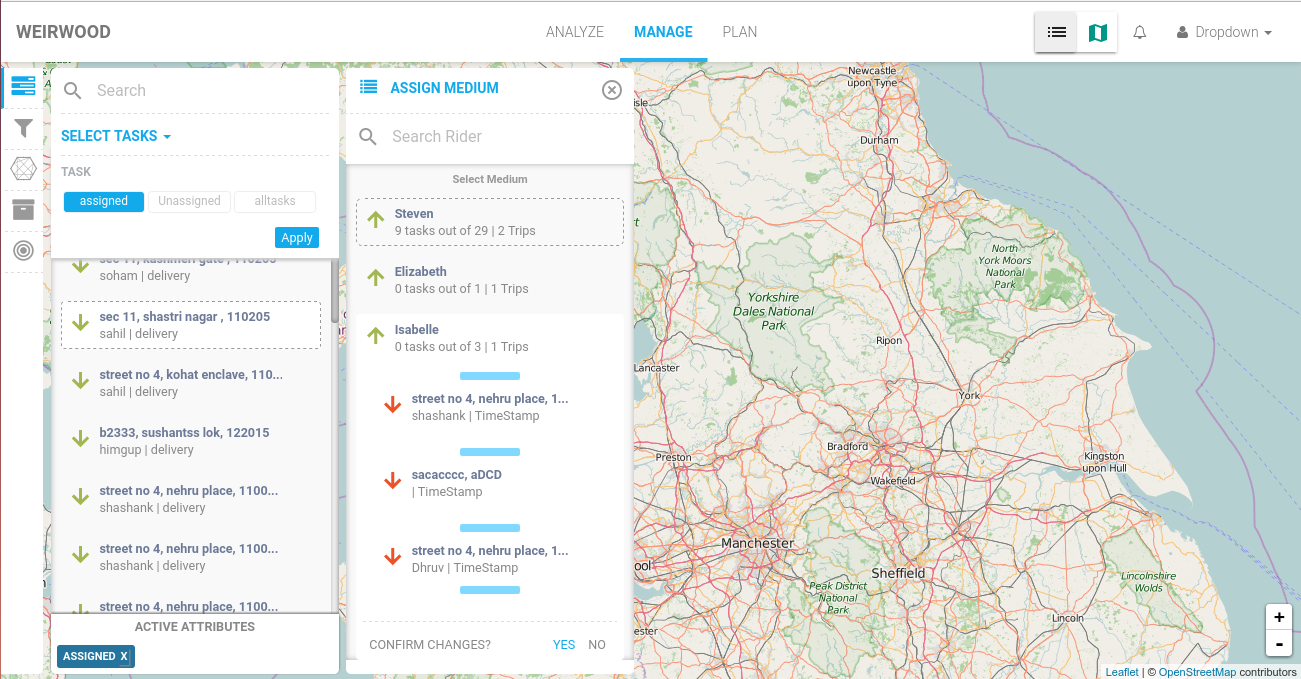 WEIRWOOD
ANALYZE
MANAGE
PLAN
Dropdown
Search
SELECT TASKS
TASK
assigned
Unassigned
alltasks
Apply
sec 11, kashmeri gate , 110205
soham | delivery
sec 11, shastri nagar , 110205
sahil | delivery
street no 4, kohat enclave, 110...
sahil | delivery
b2333, sushantss lok, 122015
himgup | delivery
street no 4, nehru place, 1100...
shashank | delivery
street no 4, nehru place, 1100...
shashank | delivery
street no 4, nehru place, 1100...
ACTIVE ATTRIBUTES
ASSIGNED X
ASSIGN MEDIUM
Search Rider
Select Medium
Steven
9 tasks out of 29 | 2 Trips
Elizabeth
0 tasks out of 1 | 1 Trips
Isabelle
0 tasks out of 3 | 1 Trips
street no 4, nehru place, 1...
shashank | TimeStamp
sacacccc, aDCD
| TimeStamp
street no 4, nehru place, 1...
Dhruv | TimeStamp
CONFIRM CHANGES?
YES
NO
Newcastle
upon Tyne
Durham
North
York Moors
National
Park
Yorkshire
Dales National
Park
Ripon
Lancaster
York
Bradford
Preston
Kingston
upon Hull
Wakefield
Manchester
Sheffield
Peak District
National
Park
Lincolnshire
Wolds
Lincoln
+
-
Leaflet | © OpenStreetMap contributors